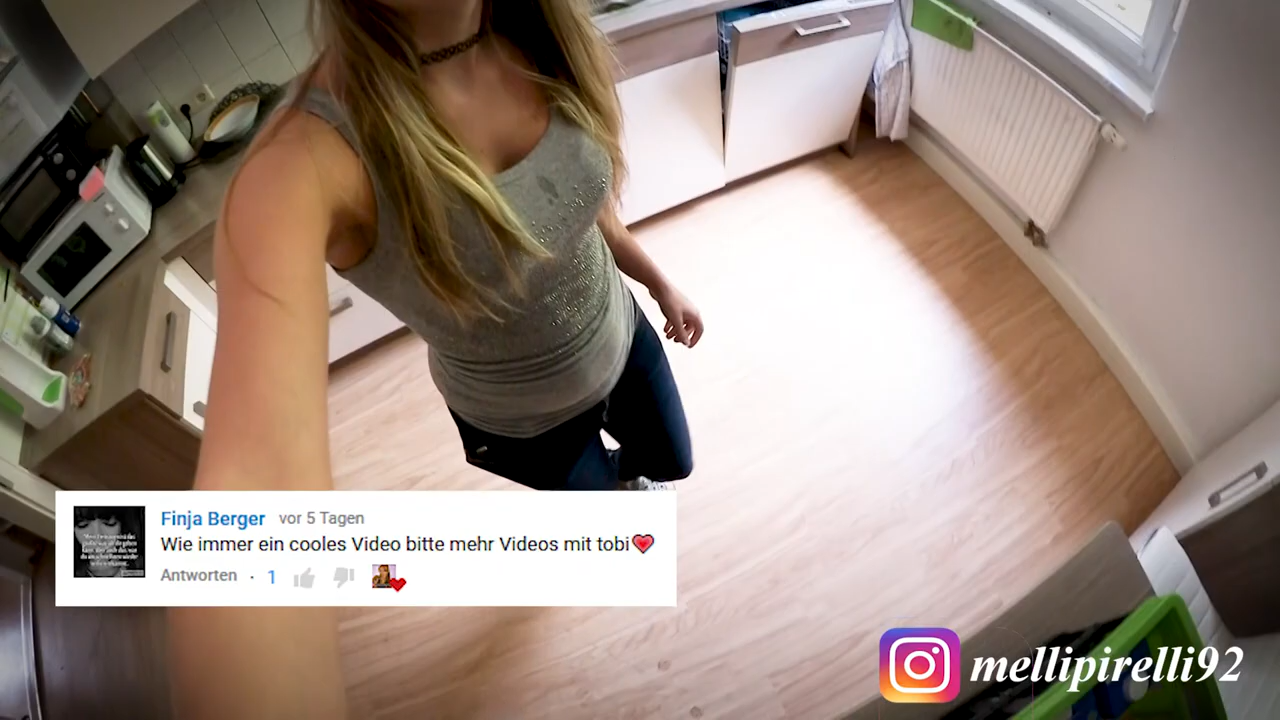 Finja Berger vor 5 Tagen
Wie immer ein cooles Video bitte mehr Videos mit tobi❤
Antworten · 1
mellipirelli92